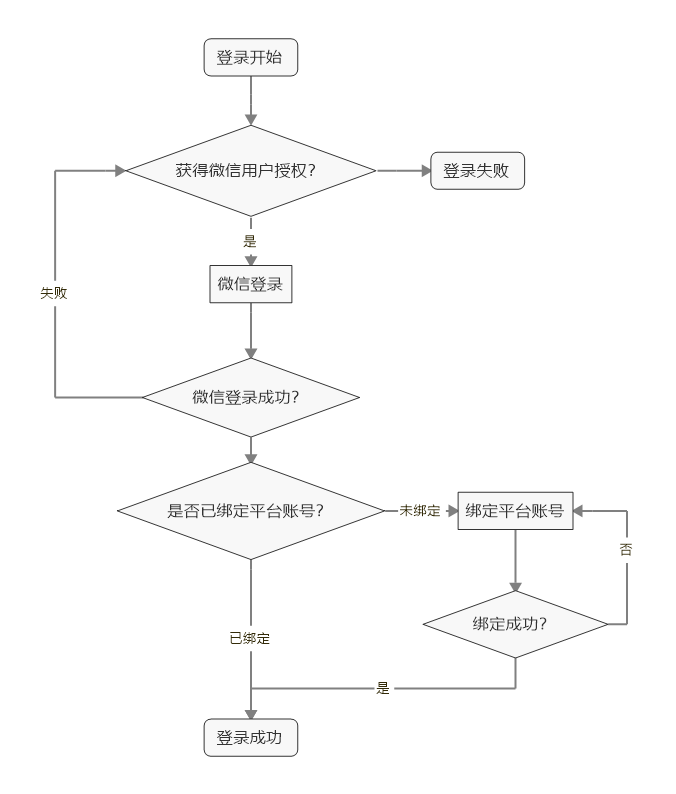 登录开始
获得微信用户授权?
登录失败
是
微信登录
失败
微信登录成功?
是否已绑定平台账号?
未绑定
绑定平台账号
否
绑定成功?
已绑定
是
登录成功